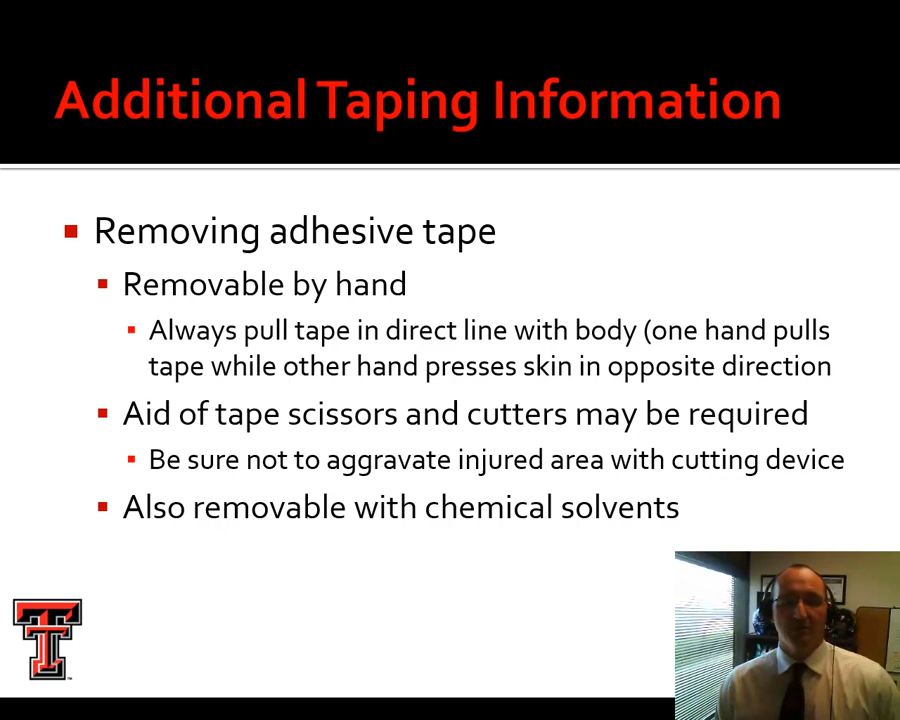 Additional Taping Information
Removing adhesive tape
Removable by hand
Always pull tape in direct line with body (one hand pulls
tape while other hand presses skin in opposite direction
Aid of tape scissors and cutters may be required
Be sure not to aggravate injured area with cutting device
Also removable with chemical solvents